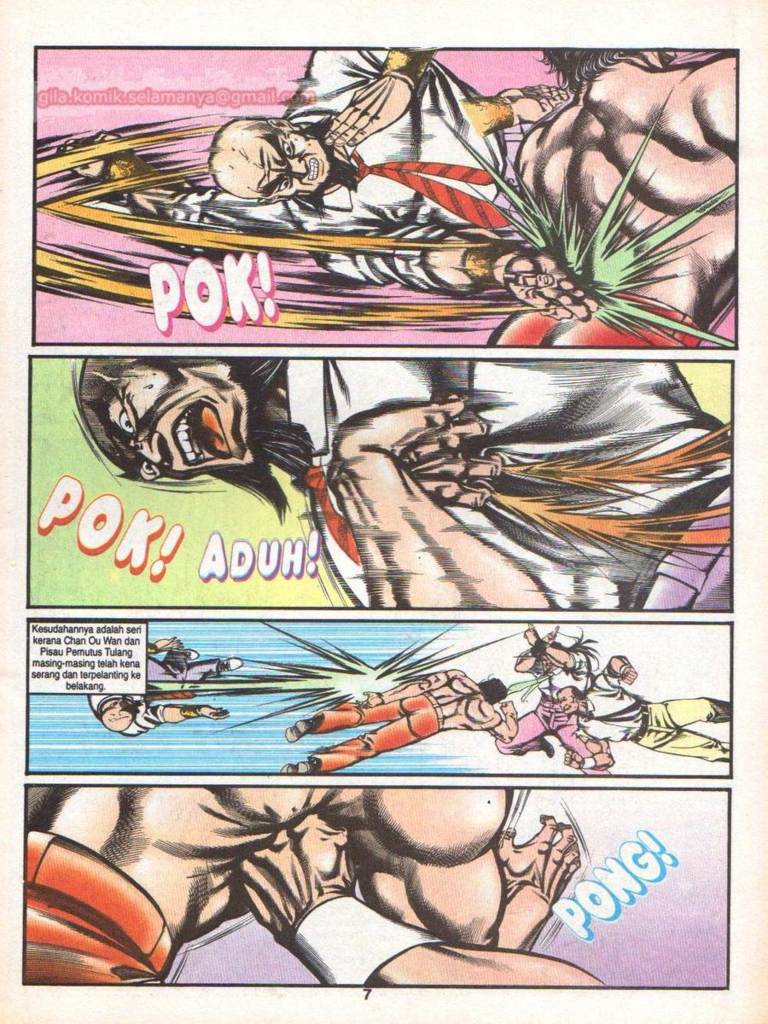 gila.komik.selamanya@gmail.com
POK!
POK!
ADUH!
Kesudahannya adalah seri
kerana Chan Ou Wan dan
Pisau Pemutus Tulang
masing-masing telah kena
serang dan terpelanting ke
belakang.
PONG!
7